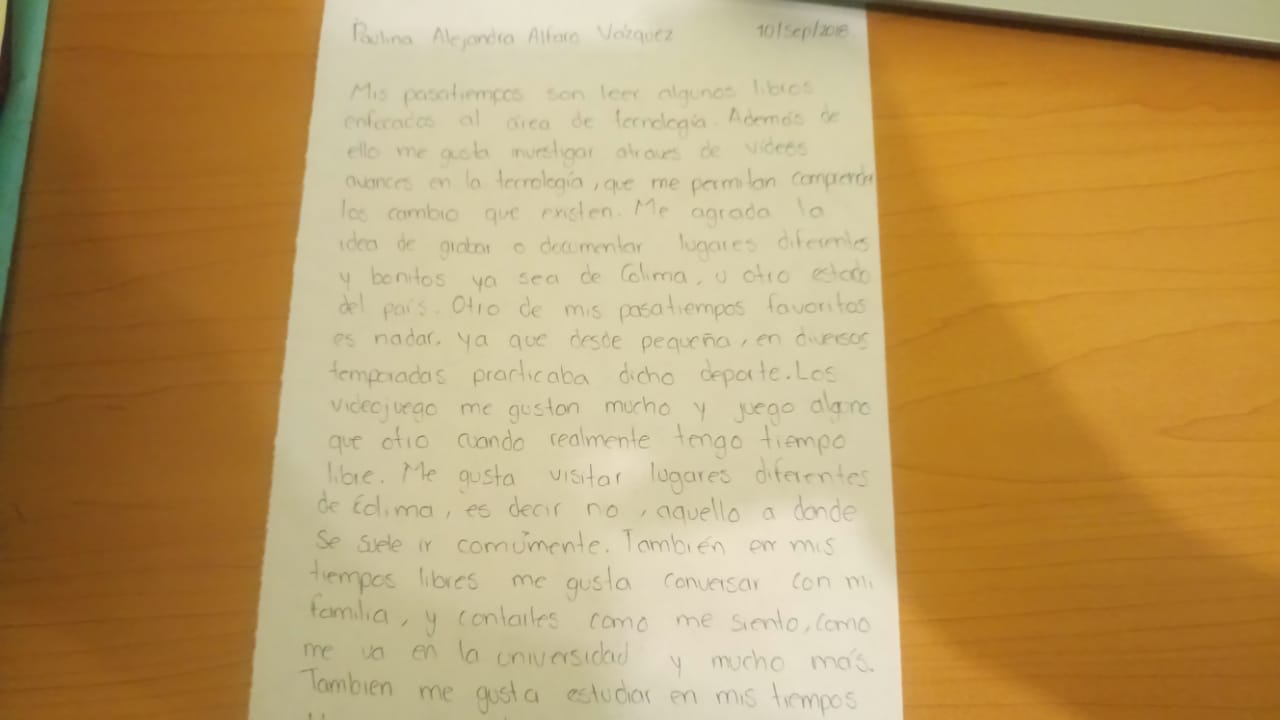 Paulina Alejandra Alfaro Vázquez 10/Sep/2018
Mis pasatiempos son leer algunos libros
enfocados al área de tecnología. Además de
ello me gusta investigar atraves de vídeos
avances en la tecnología, que me permitan comprender
los cambio que existen. Me agrada la
idea de grabar o documentar lugares diferentes
y bonitos ya sea de Colima, u otro estado
del país. Otro de mis pasatiempos favoritos
es nadar, ya que desde pequeña, en diversos
temporadas practicaba dicho deporte. Los
videojuego me gustan mucho y juego alguno
que otro cuando realmente tengo tiempo
libre. Me gusta visitar lugares diferentes
de Colima, es decir no, aquello a donde
se suele ir comúmente. También en mis
tiempos libres me gusta conversar con mi
familia, y contarles como me siento, como
me va en la universidad y mucho más.
Tambien me gusta estudiar en mis tiempos